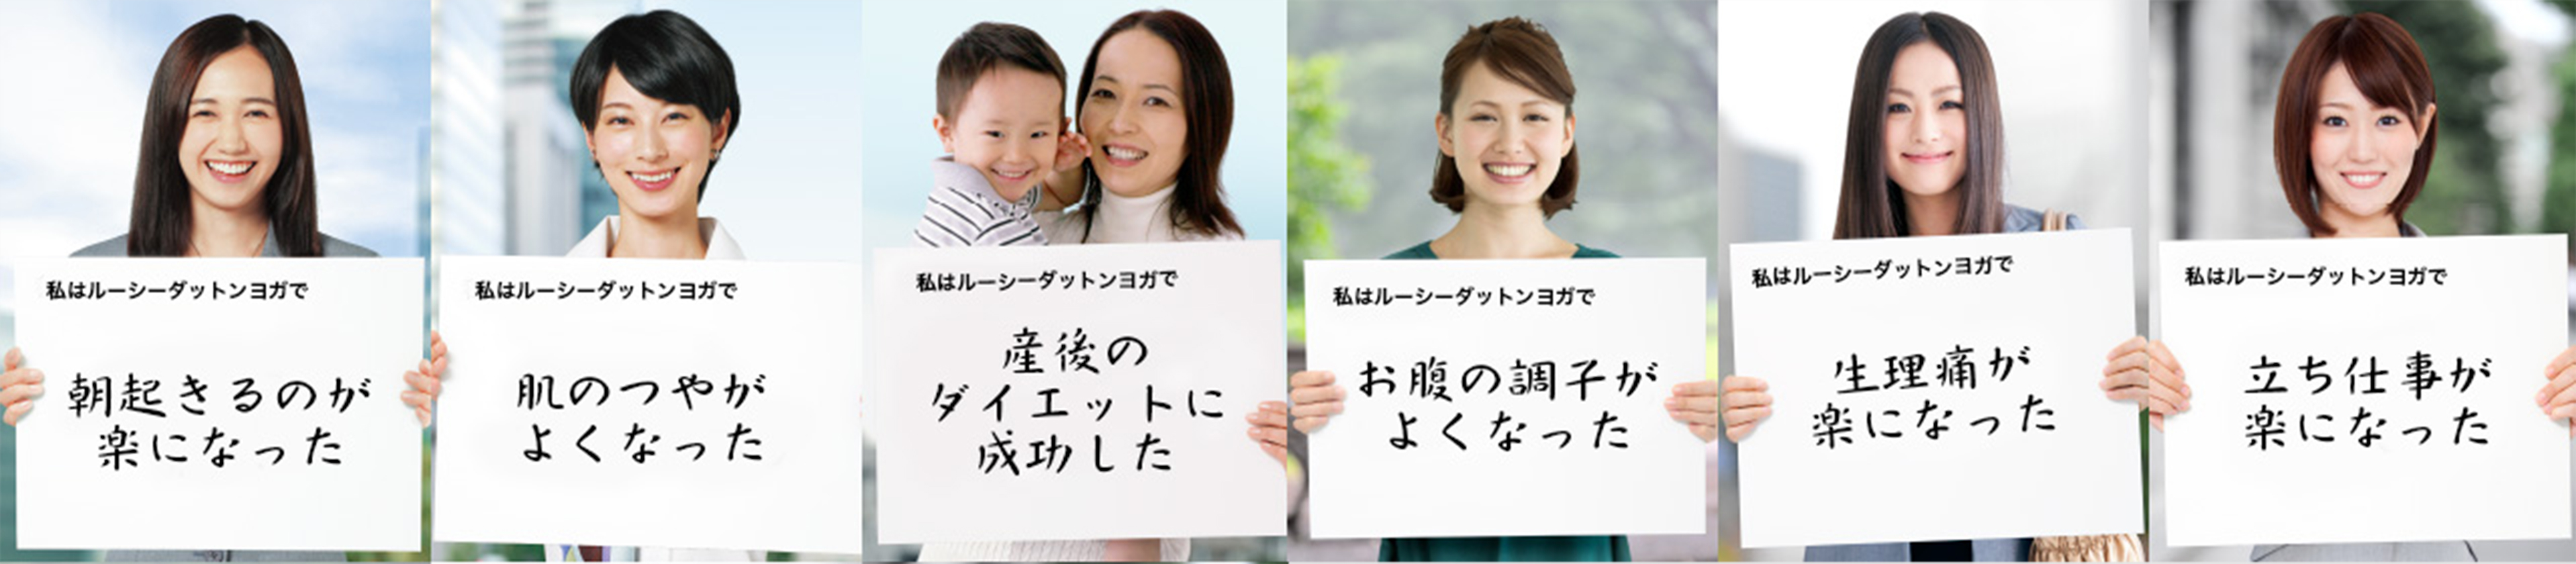 私はルーシーダットンヨガで
朝起きるのが
楽になった
私はルーシーダットンヨガで
肌のつやが
よくなった
私はルーシーダットンヨガで
産後の
ダイエットに
成功した
私はルーシーダットンヨガで
お腹の調子が
よくなった
私はルーシーダットンヨガで
生理痛が
楽になった
私はルーシーダットンヨガで
立ち仕事が
楽になった